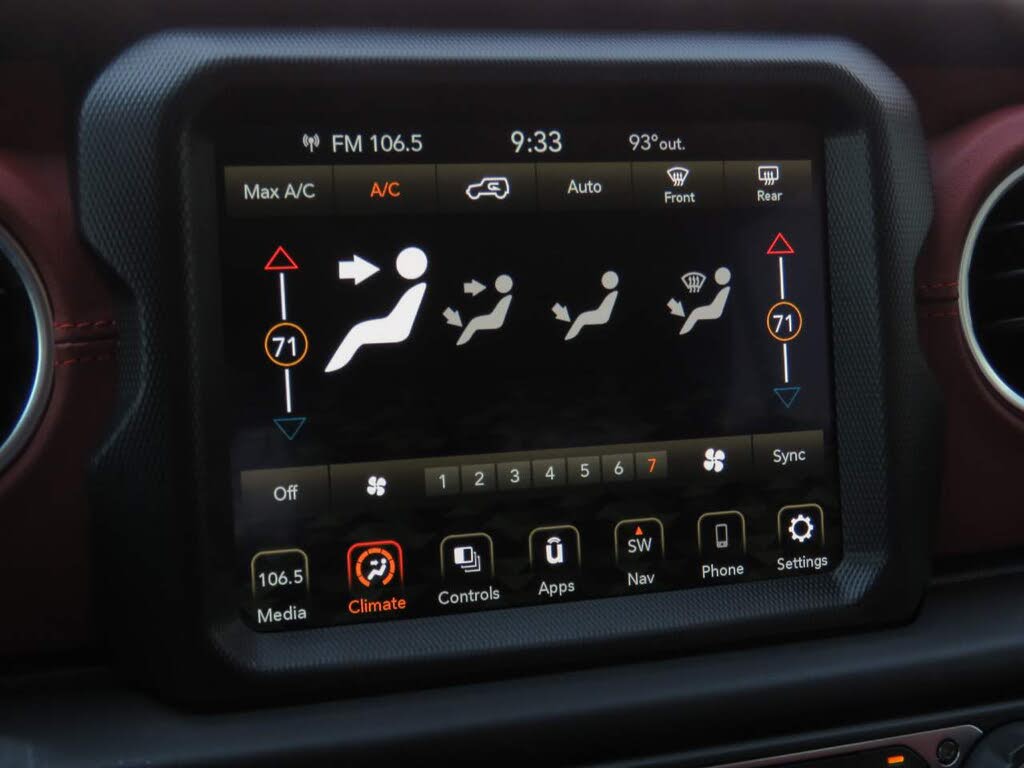 FM 106.5 9:33 93°out.
Max A/C A/C Auto Front Rear
71 71
Off 1 2 3 4 5 6 7 Sync
106.5 SW
Media Climate Controls Apps Nav Phone Settings